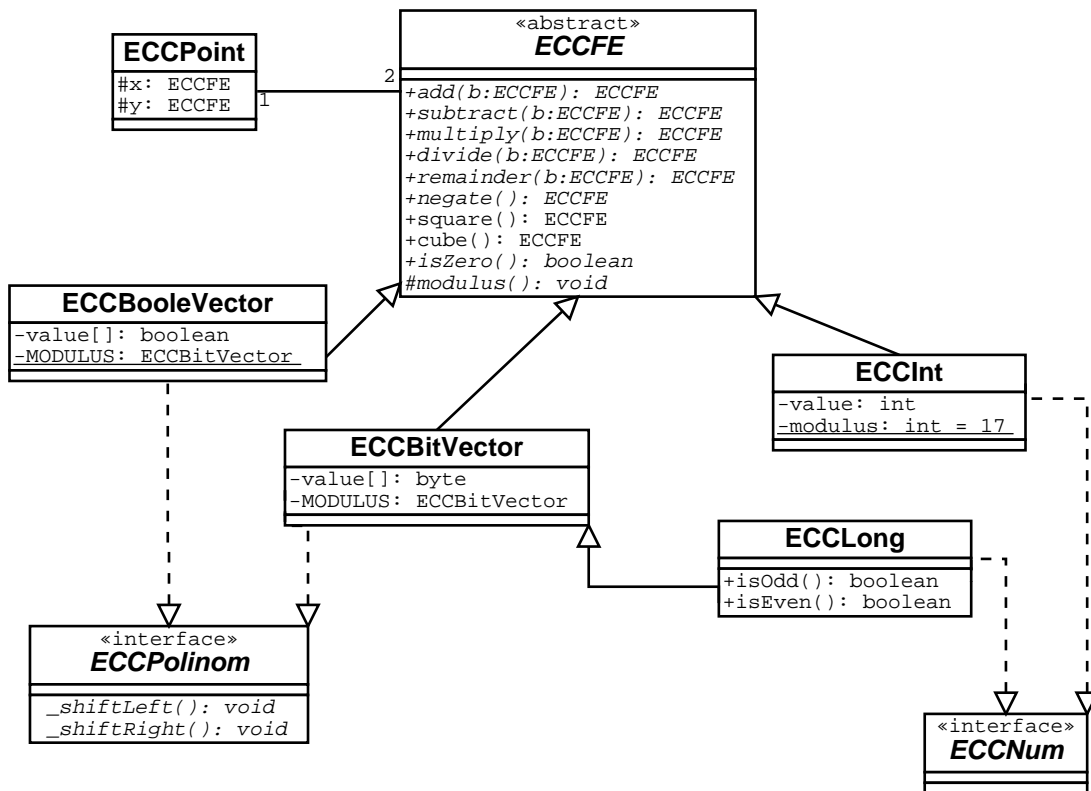 «abstract»
ECCFE
+add(b:ECCFE): ECCFE
+subtract(b:ECCFE): ECCFE
+multiply(b:ECCFE): ECCFE
+divide(b:ECCFE): ECCFE
+remainder(b:ECCFE): ECCFE
+negate(): ECCFE
+square(): ECCFE
+cube(): ECCFE
+isZero(): boolean
#modulus(): void
ECCPoint
#x: ECCFE
#y: ECCFE
1
2
ECCBooleVector
-value[]: boolean
-MODULUS: ECCBitVector
ECCInt
-value: int
-modulus: int = 17
ECCBitVector
-value[]: byte
-MODULUS: ECCBitVector
ECCLong
+isOdd(): boolean
+isEven(): boolean
«interface»
ECCPolinom
_shiftLeft(): void
_shiftRight(): void
«interface»
ECCNum